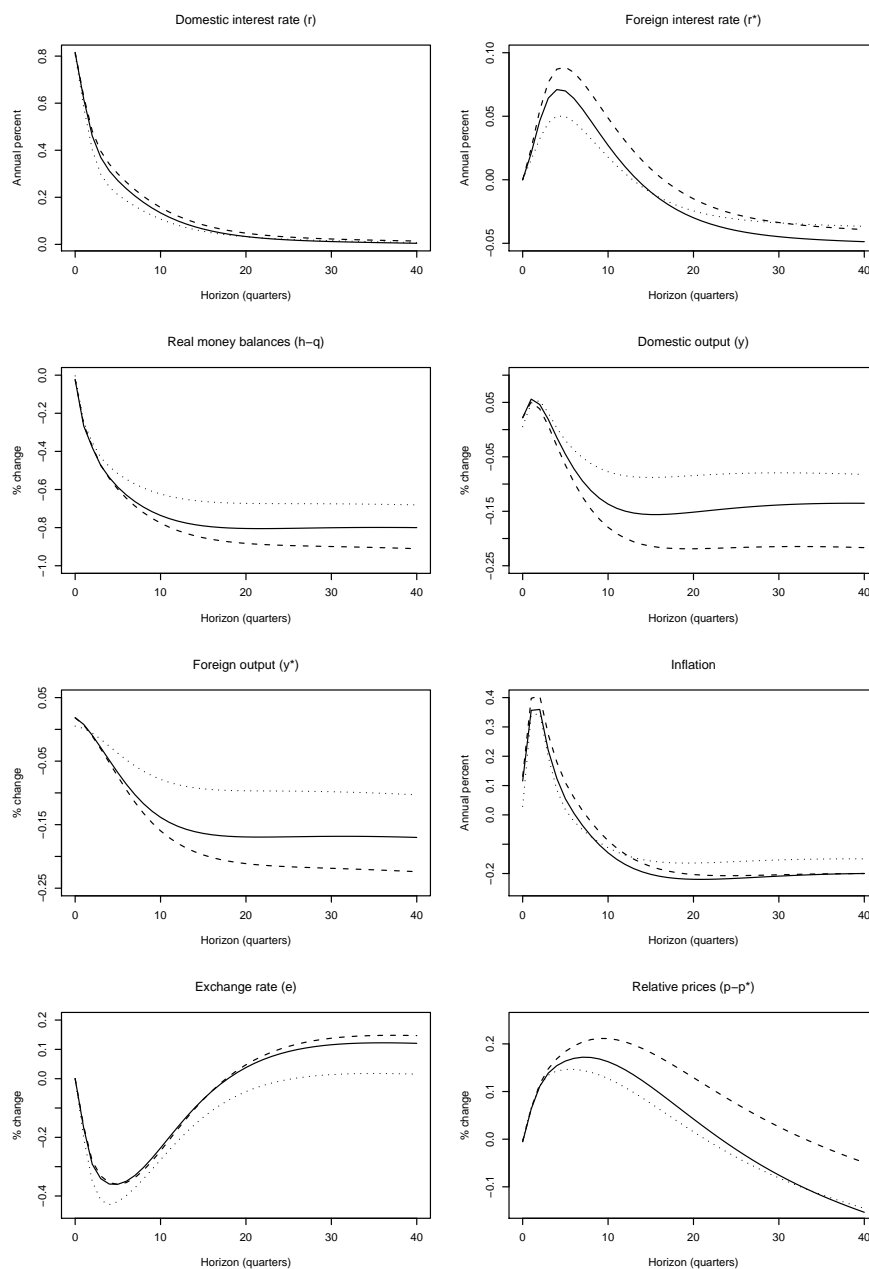 Domestic interest rate (r)
Annual percent
0.0 0.2 0.4 0.6 0.8
0 10 20 30 40
Horizon (quarters)
Foreign interest rate (r*)
Annual percent
−0.05 0.00 0.05 0.10
0 10 20 30 40
Horizon (quarters)
Real money balances (h−q)
% change
−1.0 −0.8 −0.6 −0.4 −0.2 0.0
0 10 20 30 40
Horizon (quarters)
Domestic output (y)
% change
−0.25 −0.15 −0.05 0.05
0 10 20 30 40
Horizon (quarters)
Foreign output (y*)
% change
−0.25 −0.15 −0.05 0.05
0 10 20 30 40
Horizon (quarters)
Inflation
Annual percent
−0.2 0.0 0.1 0.2 0.3 0.4
0 10 20 30 40
Horizon (quarters)
Exchange rate (e)
% change
−0.4 −0.2 0.0 0.1 0.2
0 10 20 30 40
Horizon (quarters)
Relative prices (p−p*)
% change
−0.1 0.0 0.1 0.2
0 10 20 30 40
Horizon (quarters)